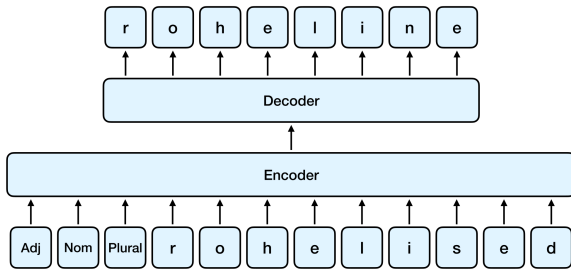 r o h e l i n e
Decoder
Encoder
Adj Nom Plural r o h e l i s e d